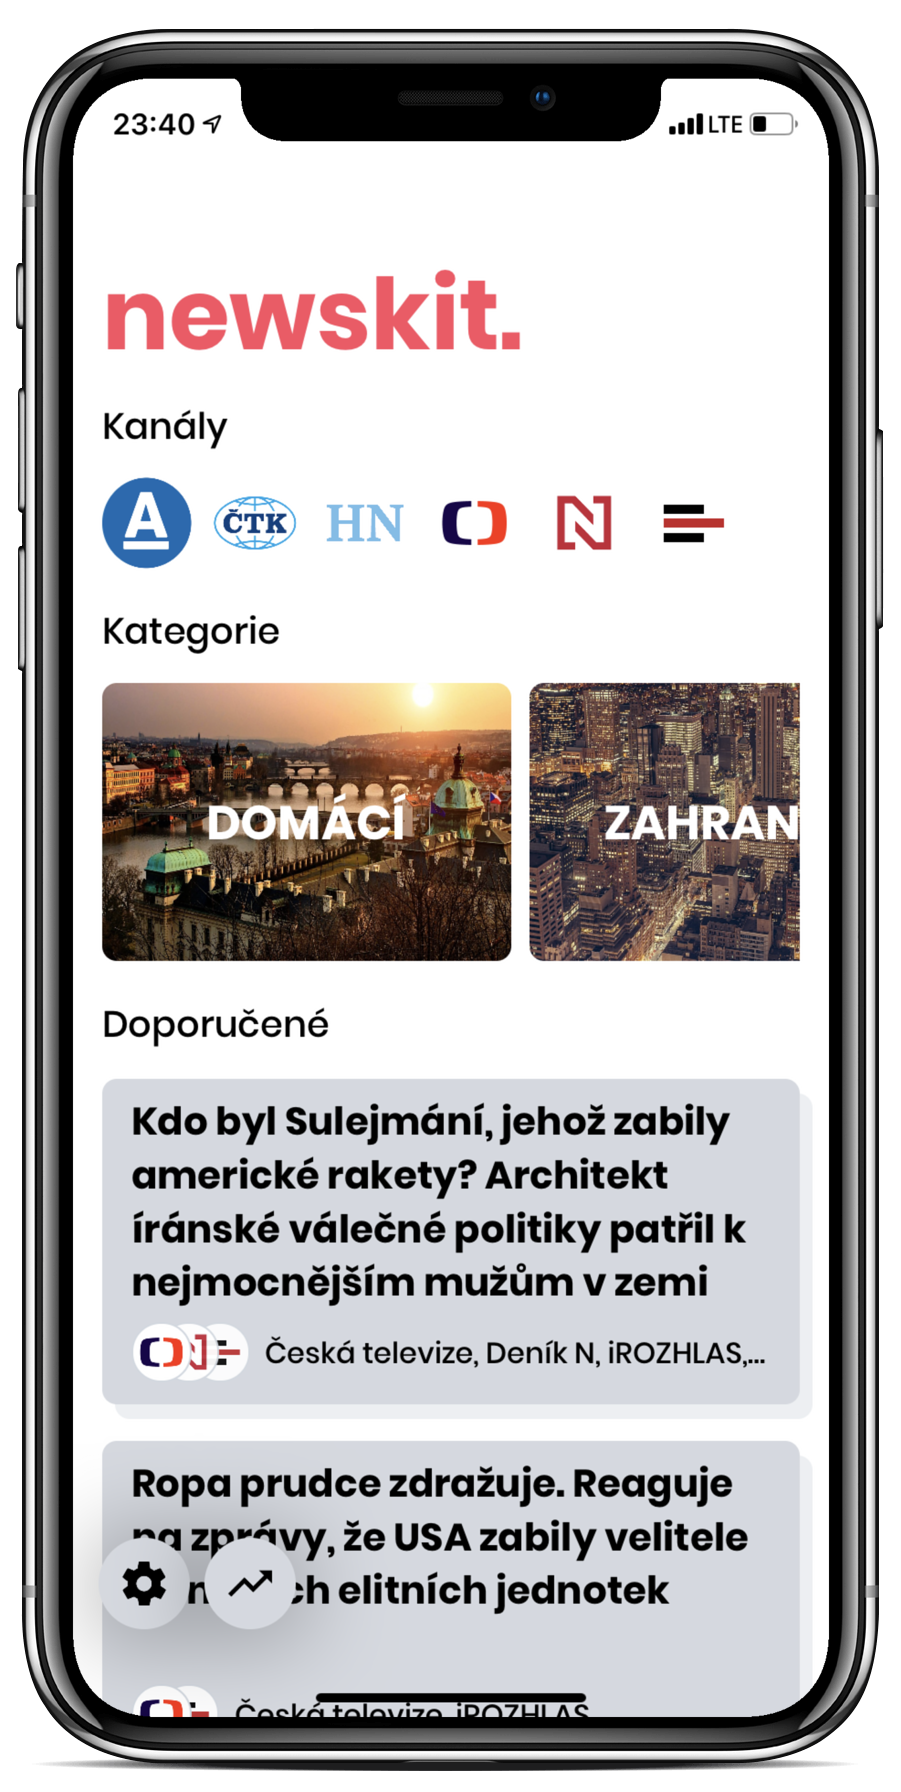 23:40 LTE
newskit.
Kanály
A ČTK HN N
Kategorie
DOMÁCÍ ZAHRAN
Doporučené
Kdo byl Sulejmání, jehož zabily
americké rakety? Architekt
íránské válečné politiky patřil k
nejmocnějším mužům v zemi
Česká televize, Deník N, iROZHLAS,...
Ropa prudce zdražuje. Reaguje
na zprávy, že USA zabily velitele
elitních jednotek
Česká televize, iROZHLAS